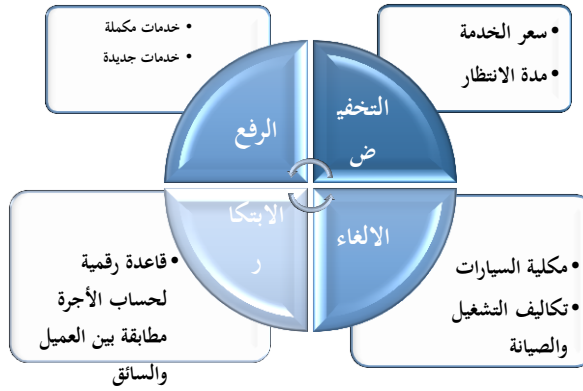 • سعر الخدمة
• مدة الانتظار
• خدمات مكملة
• خدمات جديدة
التخفي
ض
الرفع
الالغاء
الابتكا
ر
• مكلية السيارات
• تكاليف التشغيل
والصيانة
• قاعدة رقمية
لحساب الأجرة
مطابقة بين العميل
والسائق